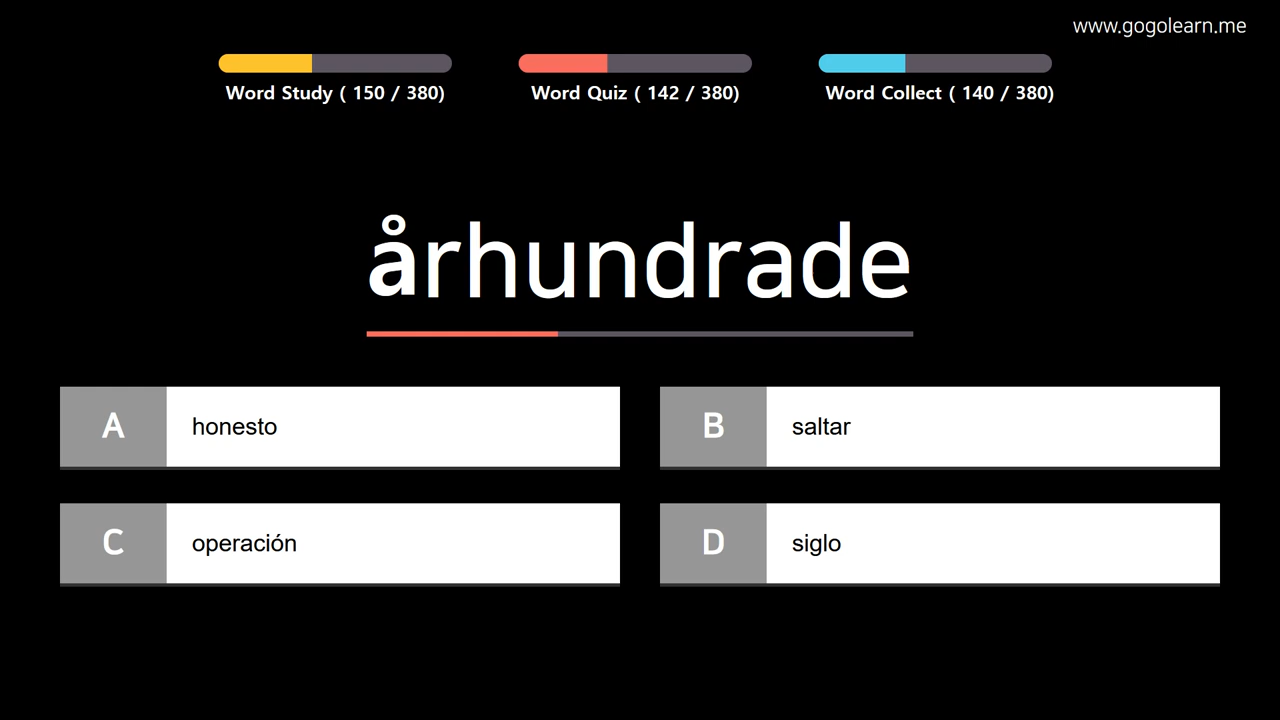 www.gogolearn.me
Word Study ( 150 / 380)
Word Quiz ( 142 / 380)
Word Collect ( 140 / 380)
århundrade
A honesto
B saltar
C operación
D siglo